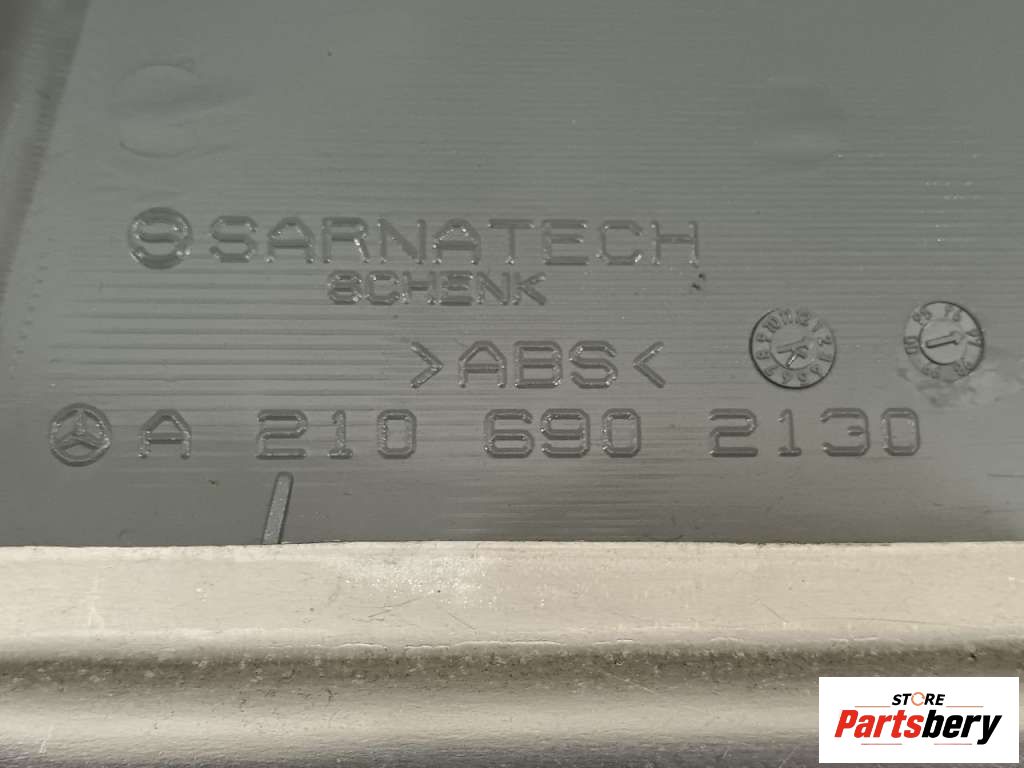 SARNATECH
SCHENK
>ABS<
A 210 690 2130
STORE
Partsbery